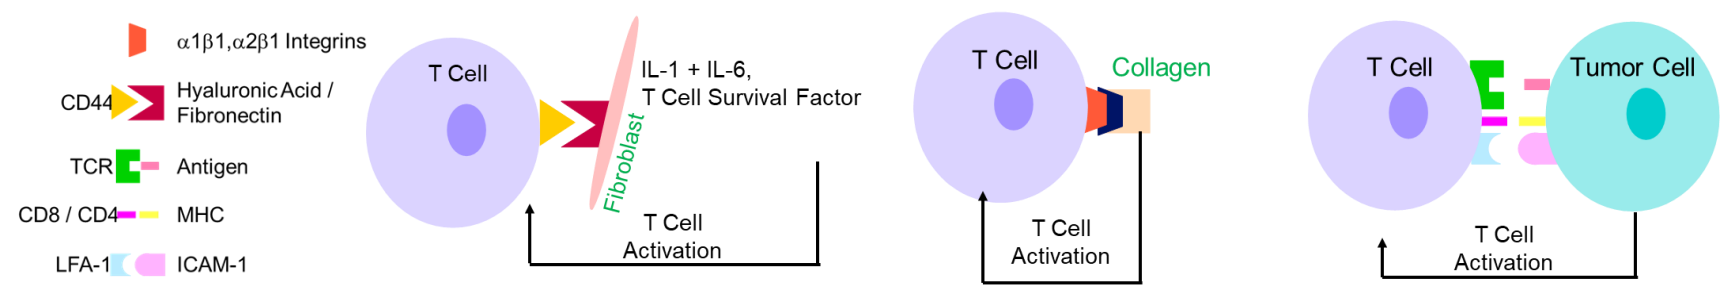 α1β1,α2β1 Integrins
CD44
Hyaluronic Acid /
Fibronectin
TCR
Antigen
CD8 / CD4
MHC
LFA-1
ICAM-1
T Cell
IL-1 + IL-6,
T Cell Survival Factor
Fibroblast
T Cell
Activation
T Cell
Collagen
T Cell
Activation
T Cell
Tumor Cell
T Cell
Activation